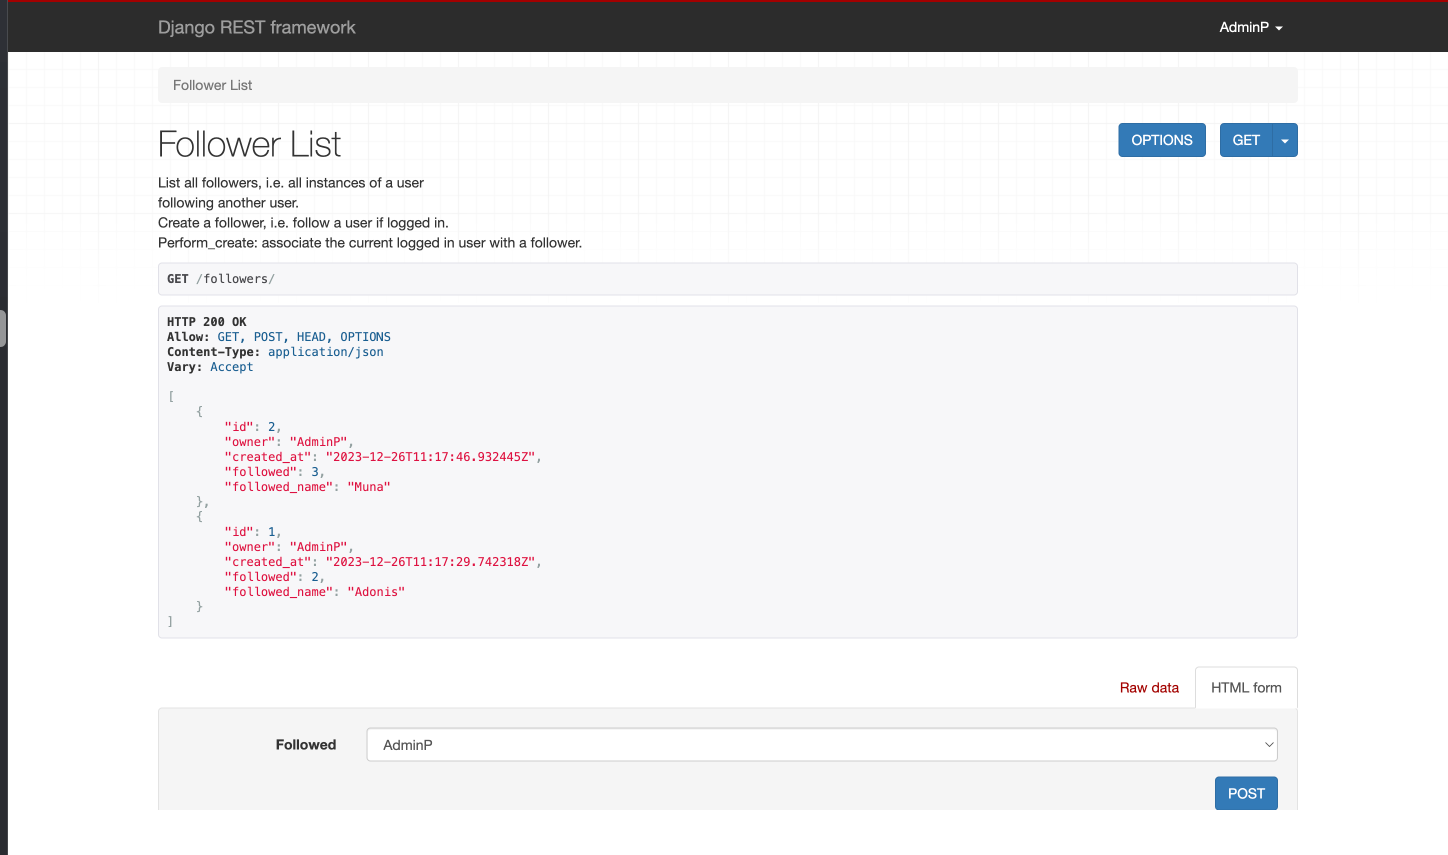 Django REST framework
AdminP
Follower List
Follower List
OPTIONS
GET
List all followers, i.e. all instances of a user
following another user.
Create a follower, i.e. follow a user if logged in.
Perform_create: associate the current logged in user with a follower.
GET /followers/
HTTP 200 OK
Allow: GET, POST, HEAD, OPTIONS
Content-Type: application/json
Vary: Accept
[
    {
        "id": 2,
        "owner": "AdminP",
        "created_at": "2023-12-26T11:17:46.932445Z",
        "followed": 3,
        "followed_name": "Muna"
    },
    {
        "id": 1,
        "owner": "AdminP",
        "created_at": "2023-12-26T11:17:29.742318Z",
        "followed": 2,
        "followed_name": "Adonis"
    }
]
Raw data
HTML form
Followed
AdminP
POST